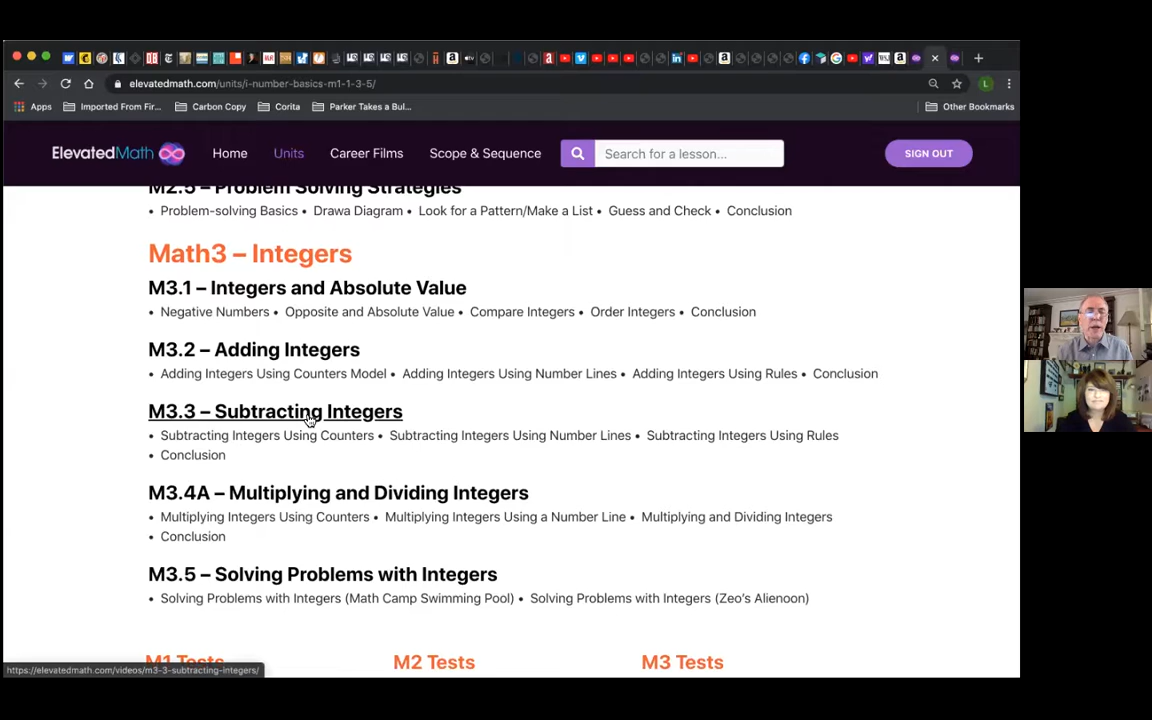 elevatedmath.com/units/i-number-basics-m1-1-3-5/
Apps Imported From Fir... Carbon Copy Corita Parker Takes a Bul... Other Bookmarks
ElevatedMath Home Units Career Films Scope & Sequence Search for a lesson... SIGN OUT
M2.5 – Problem Solving Strategies
• Problem-solving Basics • Drawa Diagram • Look for a Pattern/Make a List • Guess and Check • Conclusion
Math3 – Integers
M3.1 – Integers and Absolute Value
• Negative Numbers • Opposite and Absolute Value • Compare Integers • Order Integers • Conclusion
M3.2 – Adding Integers
• Adding Integers Using Counters Model • Adding Integers Using Number Lines • Adding Integers Using Rules • Conclusion
M3.3 – Subtracting Integers
• Subtracting Integers Using Counters • Subtracting Integers Using Number Lines • Subtracting Integers Using Rules
• Conclusion
M3.4A – Multiplying and Dividing Integers
• Multiplying Integers Using Counters • Multiplying Integers Using a Number Line • Multiplying and Dividing Integers
• Conclusion
M3.5 – Solving Problems with Integers
• Solving Problems with Integers (Math Camp Swimming Pool) • Solving Problems with Integers (Zeo's Alienoon)
M1 Tests M2 Tests M3 Tests
https://elevatedmath.com/videos/m3-3-subtracting-integers/